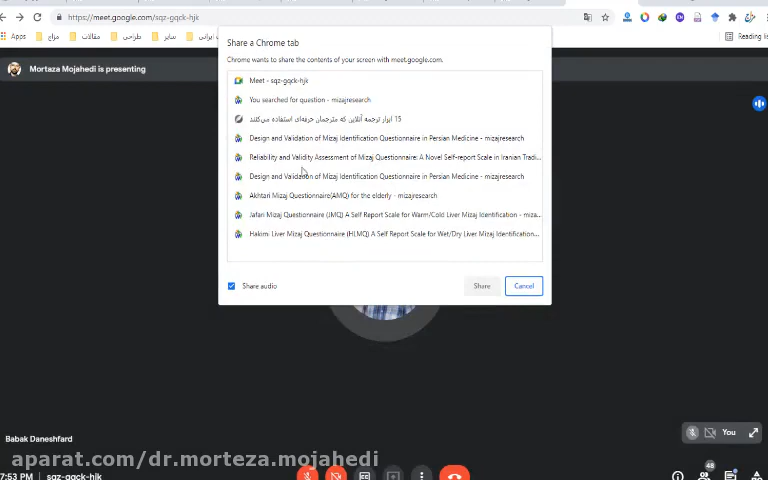 https://meet.google.com/sqz-gqck-hjk
Apps
مزاج
مقالات
طراحی
سایر
ت ایرانی
Reading lis
Mortaza Mojahedi is presenting
Share a Chrome tab
Chrome wants to share the contents of your screen with meet.google.com.
Meet - sqz-gqck-hjk
You searched for question - mizajresearch
15 ابزار ترجمه آنلاین که مترجمان حرفه‌ای استفاده می‌کنند
Design and Validation of Mizaj Identification Questionnaire in Persian Medicine - mizajresearch
Reliability and Validity Assessment of Mizaj Questionnaire: A Novel Self-report Scale in Iranian Tradi...
Design and Validation of Mizaj Identification Questionnaire in Persian Medicine - mizajresearch
Akhtari Mizaj Questionnaire(AMQ) for the elderly - mizajresearch
Jafari Mizaj Questionnaire (JMQ) A Self Report Scale for Warm/Cold Liver Mizaj Identification - miza...
Hakimi Liver Mizaj Questionnaire (HLMQ) A Self Report Scale for Wet/Dry Liver Mizaj Identification...
Share audio
Share
Cancel
You
Babak Daneshfard
aparat.com/dr.morteza.mojahedi
48
7:53 PM
sqz-gqck-hjk